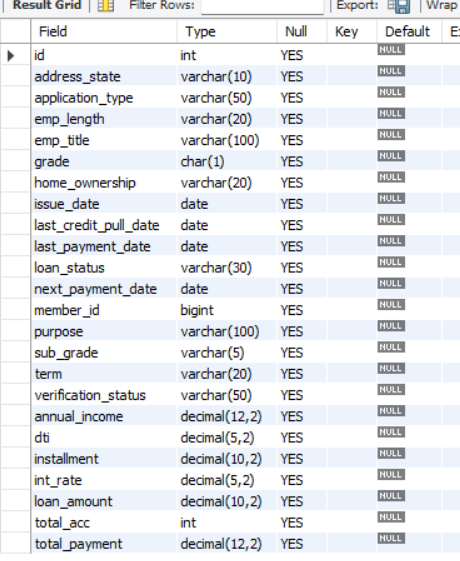 Result Grid Filter Rows: Export: Wrap
Field Type Null Key Default
id int YES NULL
address_state varchar(10) YES NULL
application_type varchar(50) YES NULL
emp_length varchar(20) YES NULL
emp_title varchar(100) YES NULL
grade char(1) YES NULL
home_ownership varchar(20) YES NULL
issue_date date YES NULL
last_credit_pull_date date YES NULL
last_payment_date date YES NULL
loan_status varchar(30) YES NULL
next_payment_date date YES NULL
member_id bigint YES NULL
purpose varchar(100) YES NULL
sub_grade varchar(5) YES NULL
term varchar(20) YES NULL
verification_status varchar(50) YES NULL
annual_income decimal(12,2) YES NULL
dti decimal(5,2) YES NULL
installment decimal(10,2) YES NULL
int_rate decimal(5,2) YES NULL
loan_amount decimal(10,2) YES NULL
total_acc int YES NULL
total_payment decimal(12,2) YES NULL